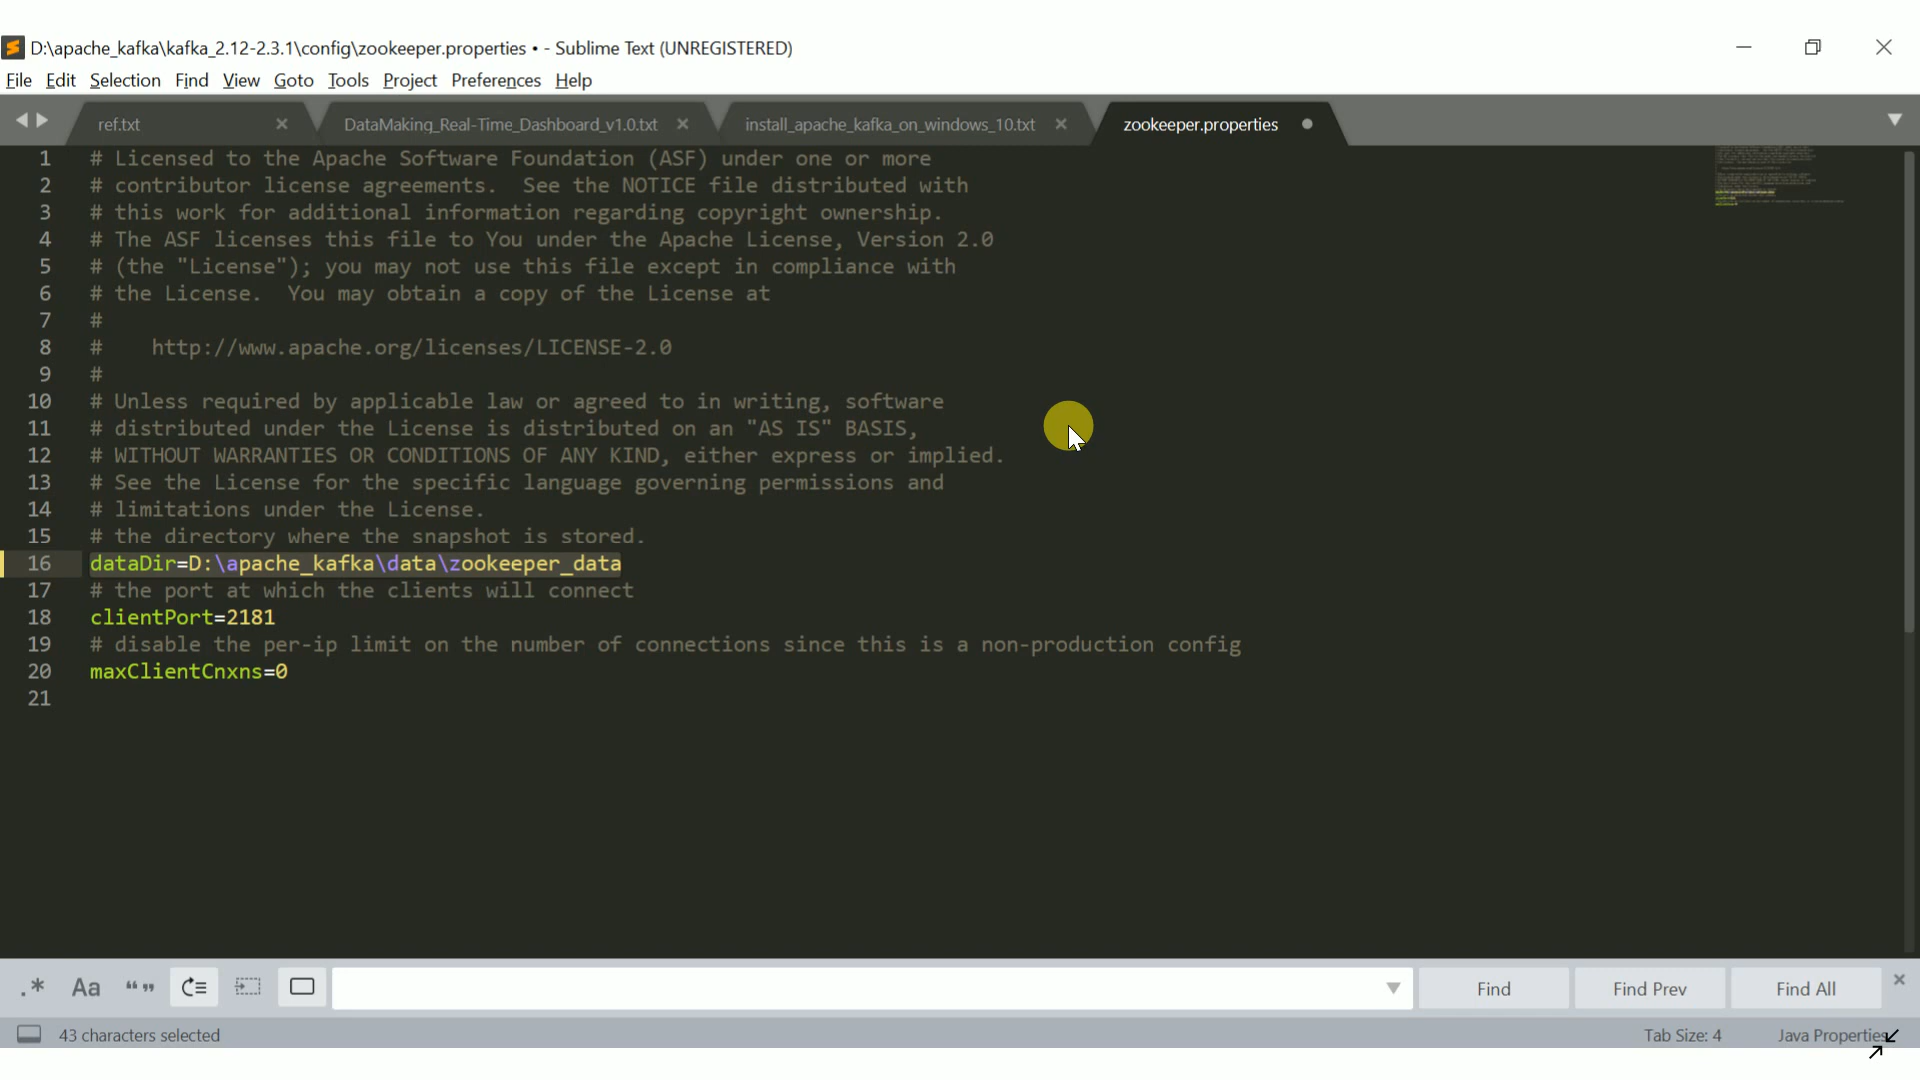 D:\apache_kafka\kafka_2.12-2.3.1\config\zookeeper.properties • - Sublime Text (UNREGISTERED)
File Edit Selection Find View Goto Tools Project Preferences Help
ref.txt DataMaking_Real-Time_Dashboard_v1.0.txt install_apache_kafka_on_windows_10.txt zookeeper.properties
1 # Licensed to the Apache Software Foundation (ASF) under one or more
2 # contributor license agreements.  See the NOTICE file distributed with
3 # this work for additional information regarding copyright ownership.
4 # The ASF licenses this file to You under the Apache License, Version 2.0
5 # (the "License"); you may not use this file except in compliance with
6 # the License.  You may obtain a copy of the License at
7 #
8 #    http://www.apache.org/licenses/LICENSE-2.0
9 #
10 # Unless required by applicable law or agreed to in writing, software
11 # distributed under the License is distributed on an "AS IS" BASIS,
12 # WITHOUT WARRANTIES OR CONDITIONS OF ANY KIND, either express or implied.
13 # See the License for the specific language governing permissions and
14 # limitations under the License.
15 # the directory where the snapshot is stored.
16 dataDir=D:\apache_kafka\data\zookeeper_data
17 # the port at which the clients will connect
18 clientPort=2181
19 # disable the per-ip limit on the number of connections since this is a non-production config
20 maxClientCnxns=0
21
.* Aa “” Find Find Prev Find All
43 characters selected Tab Size: 4 Java Properties